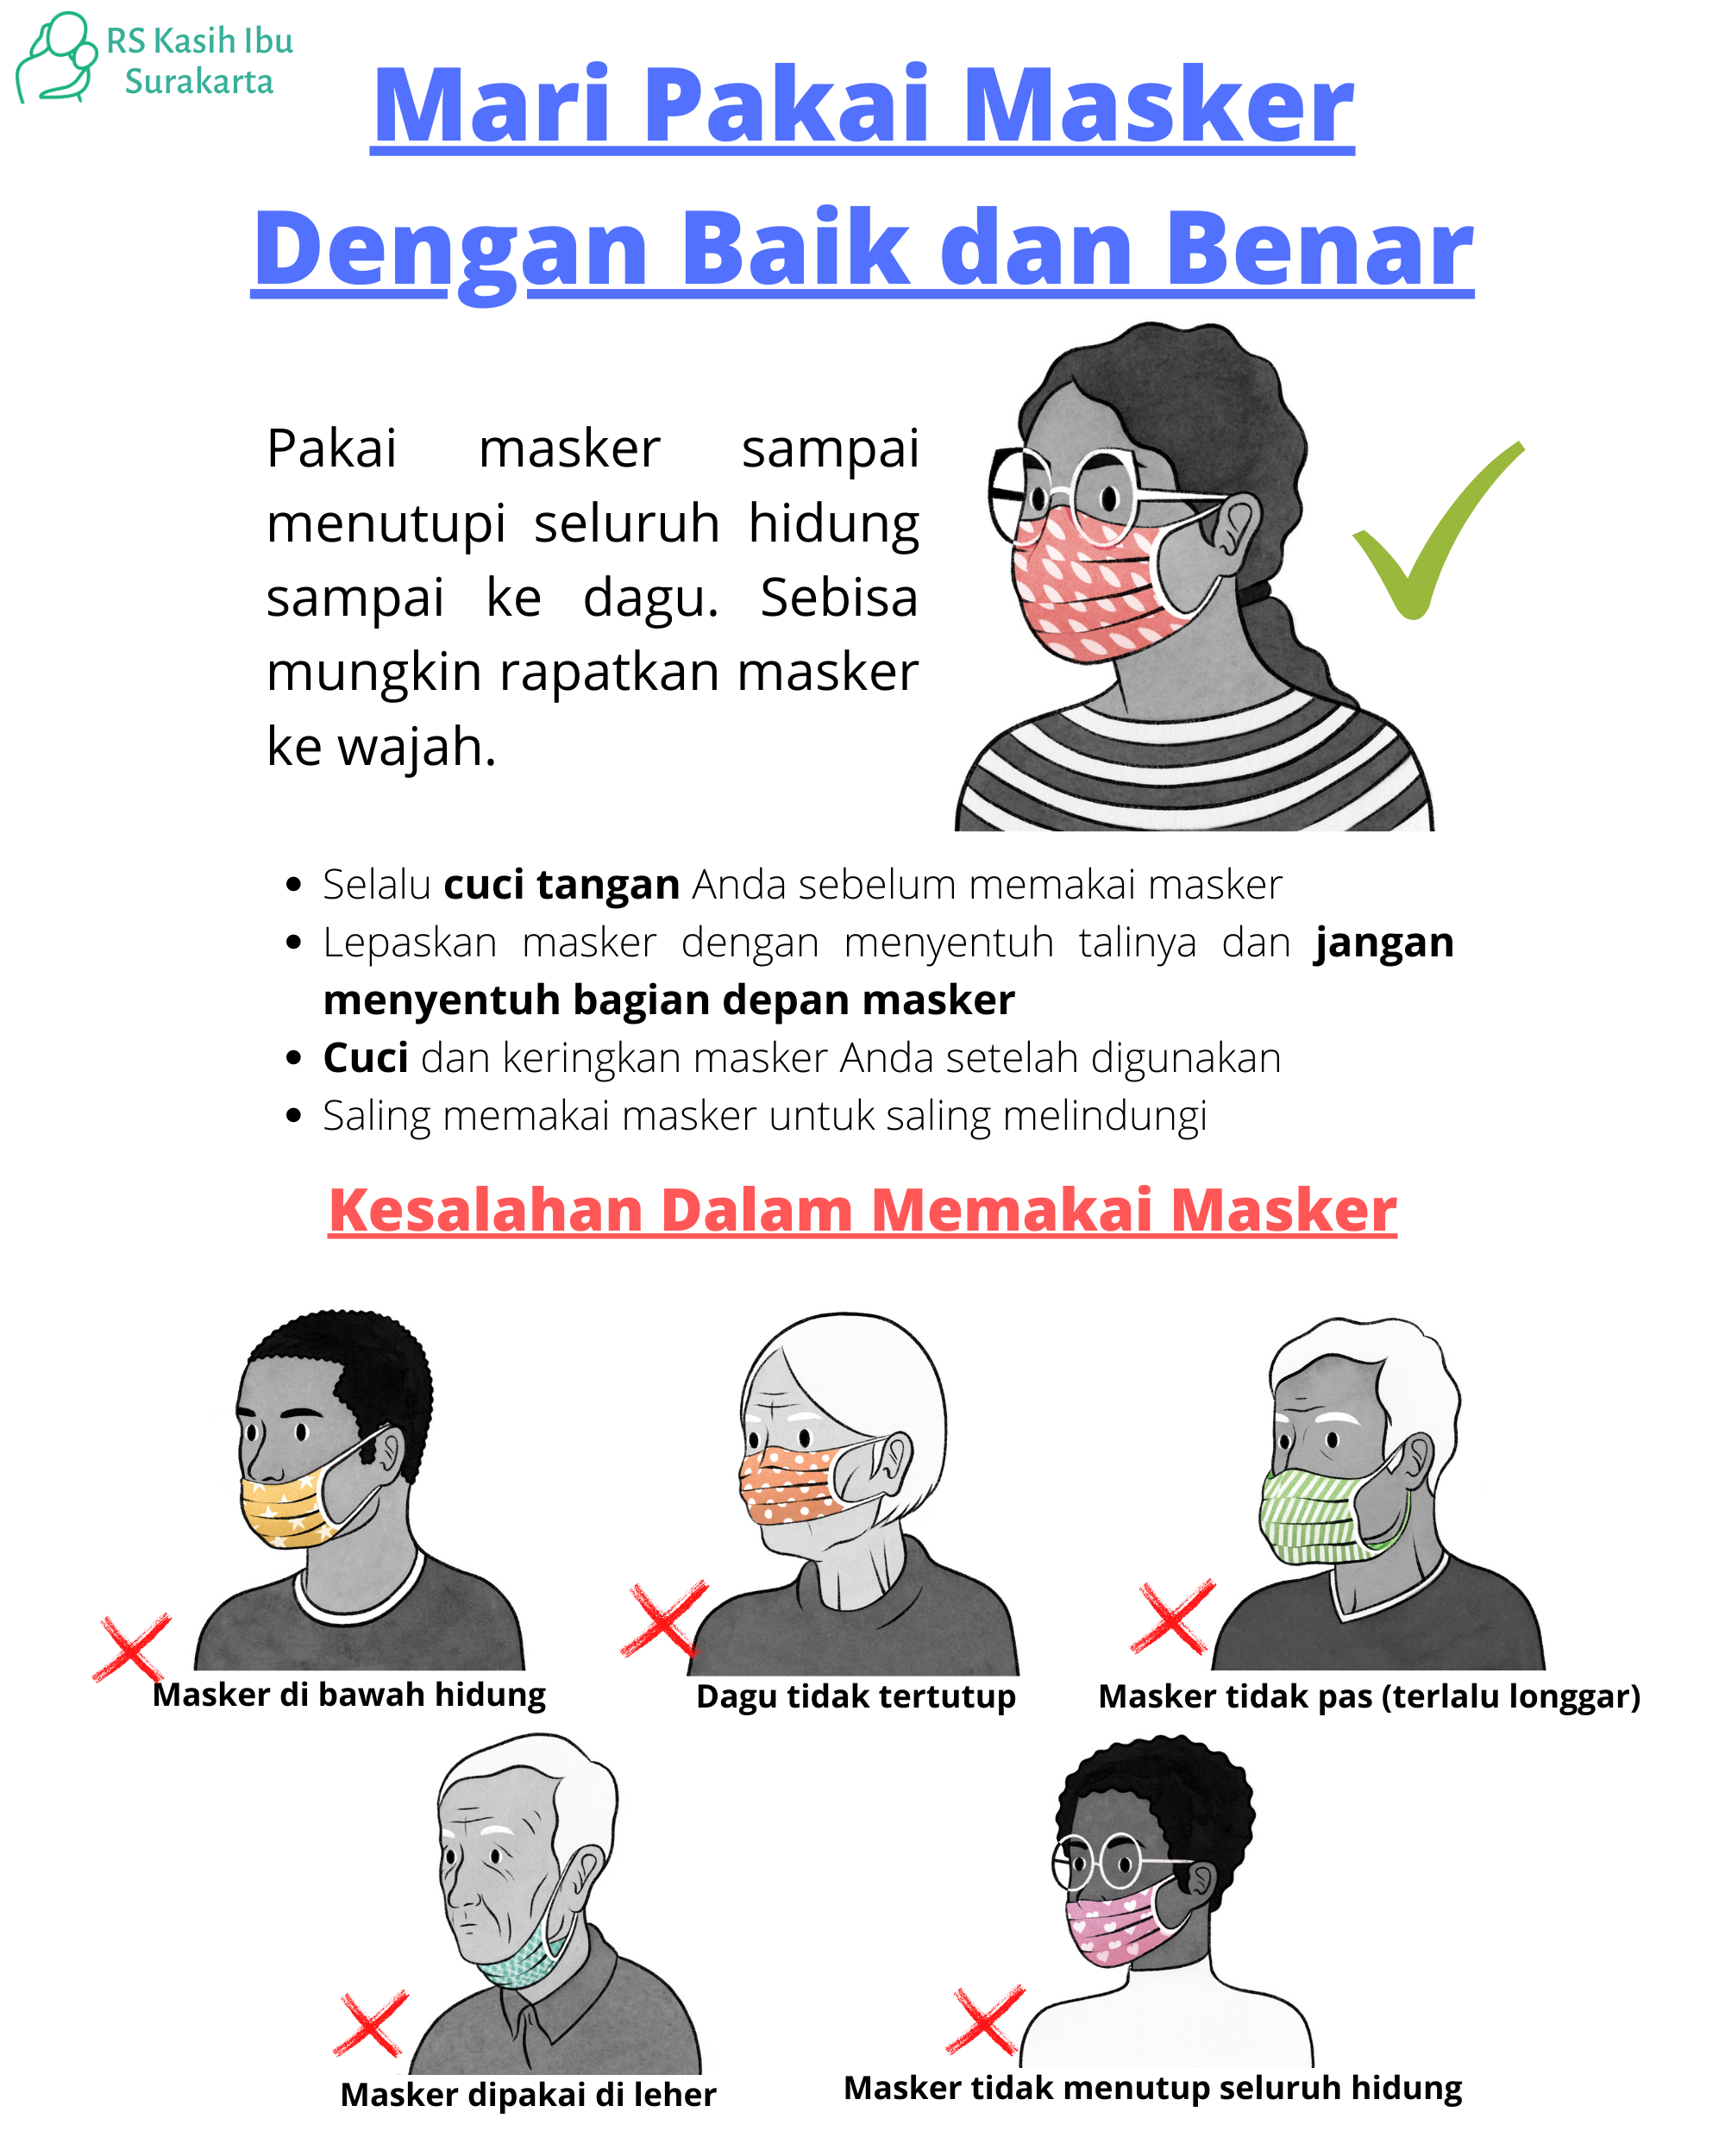 RS Kasih Ibu
Surakarta
Mari Pakai Masker
Dengan Baik dan Benar
Pakai masker sampai
menutupi seluruh hidung
sampai ke dagu. Sebisa
mungkin rapatkan masker
ke wajah.
• Selalu cuci tangan Anda sebelum memakai masker
• Lepaskan masker dengan menyentuh talinya dan jangan
menyentuh bagian depan masker
• Cuci dan keringkan masker Anda setelah digunakan
• Saling memakai masker untuk saling melindungi
Kesalahan Dalam Memakai Masker
Masker di bawah hidung
Dagu tidak tertutup
Masker tidak pas (terlalu longgar)
Masker dipakai di leher
Masker tidak menutup seluruh hidung